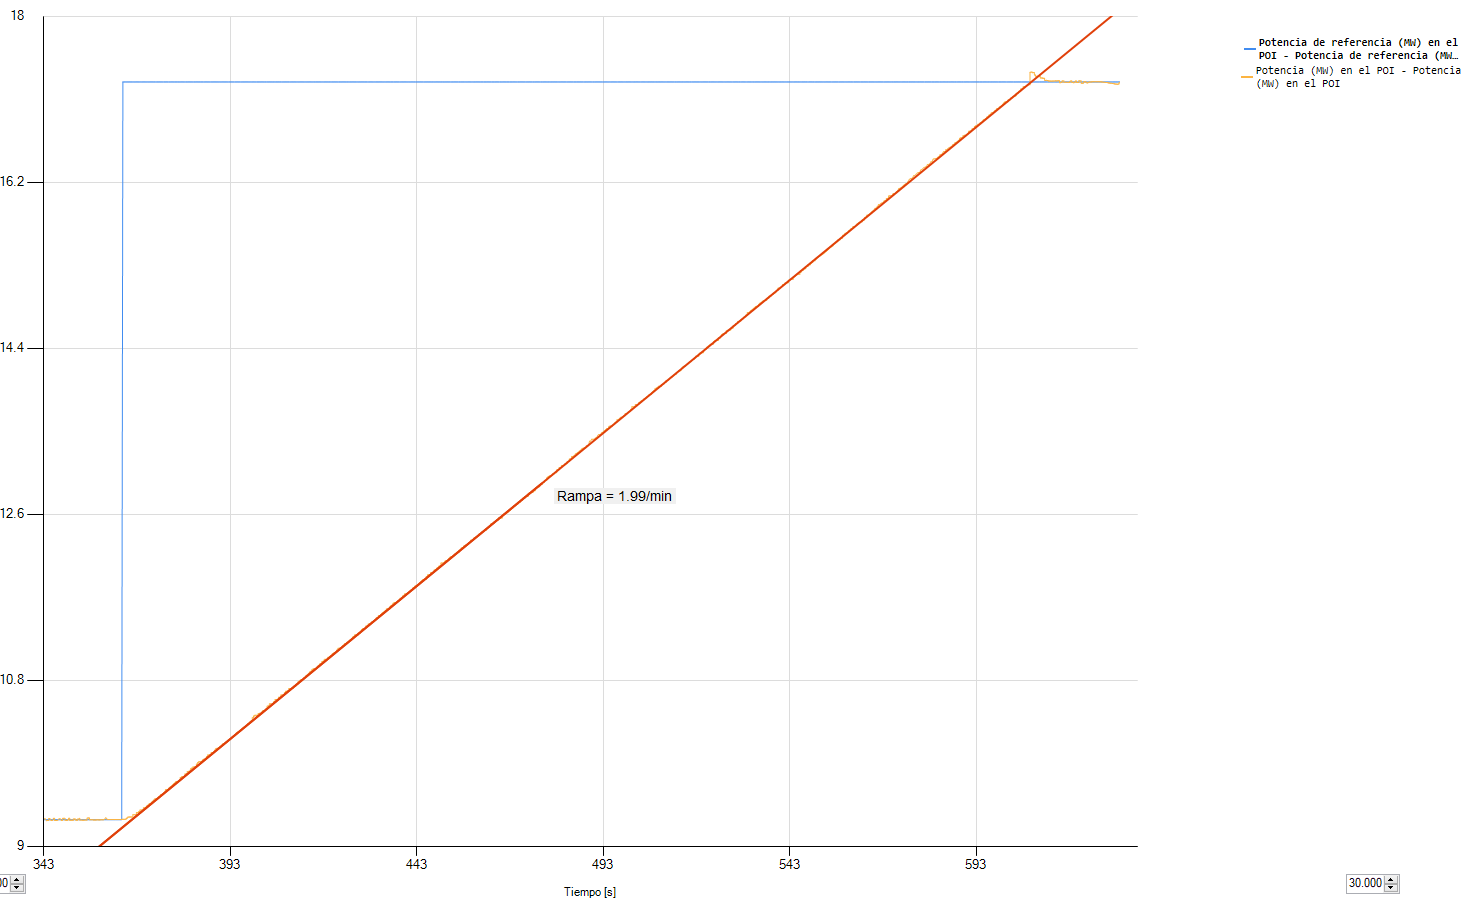 18
Potencia de referencia (MW) en el
POI - Potencia de referencia (MW…
Potencia (MW) en el POI - Potencia
(MW) en el POI
16.2
14.4
Rampa = 1.99/min
12.6
10.8
9
343 393 443 493 543 593
00
30.000
Tiempo [s]